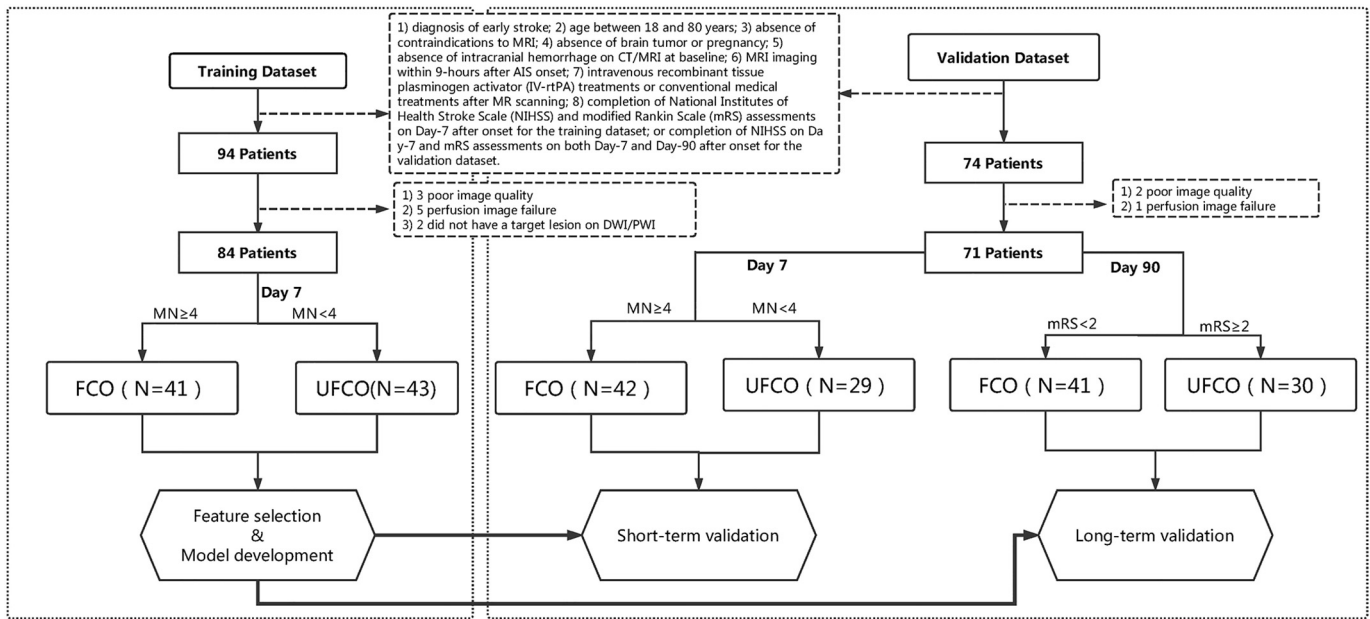 1) diagnosis of early stroke; 2) age between 18 and 80 years; 3) absence
of contraindications to MRI; 4) absence of brain tumor or pregnancy; 5)
absence of intracranial hemorrhage on CT/MRI at baseline; 6) MRI imaging
within 9-hours after AIS onset; 7) intravenous recombinant tissue
plasminogen activator (IV-rtPA) treatments or conventional medical
treatments after MR scanning; 8) completion of National Institutes of
Health Stroke Scale (NIHSS) and modified Rankin Scale (mRS) assessments
on Day-7 after onset for the training dataset; or completion of NIHSS on Da
y-7 and mRS assessments on both Day-7 and Day-90 after onset for the
validation dataset.
Training Dataset
Validation Dataset
94 Patients
74 Patients
1) 3 poor image quality
2) 5 perfusion image failure
3) 2 did not have a target lesion on DWI/PWI
1) 2 poor image quality
2) 1 perfusion image failure
84 Patients
71 Patients
Day 7
Day 7
Day 90
MN≥4
MN<4
MN≥4
MN<4
mRS<2
mRS≥2
FCO ( N=41 )
UFCO(N=43)
FCO ( N=42 )
UFCO ( N=29 )
FCO ( N=41 )
UFCO ( N=30 )
Feature selection
&
Model development
Short-term validation
Long-term validation